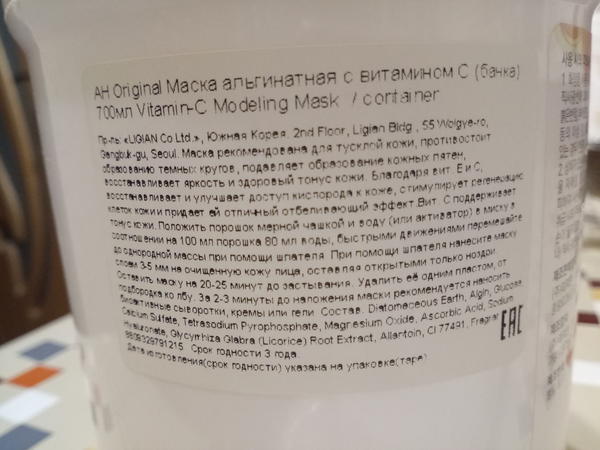 AH Original Маска альгинатная с витамином С (банка)
700мл Vitamin-C Modeling Mask / container
Пр-ль: «LIGIAN Co Ltd.», Южная Корея. 2nd Floor, Ligian Bldg., 55 Wolgye-ro,
Gangbuk-gu, Seoul. Маска рекомендована для тусклой кожи, противостоит
образованию темных кругов, подавляет образование кожных пятен,
восстанавливает яркость и здоровый тонус кожи. Благодаря вит. Е и С,
восстанавливает и улучшает доступ кислорода к коже, стимулирует регенерацию
клеток кожи и придает ей отличный отбеливающий эффект.Вит. С поддерживает
тонус кожи. Положить порошок мерной чашкой и воду (или активатор) в миску в
соотношении на 100 мл порошка 80 мл воды, быстрыми движениями перемешайте
до однородной массы при помощи шпателя. При помощи шпателя нанесите маску
слоем 3-5 мм на очищенную кожу лица, оставляя открытыми только ноздри.
Оставить маску на 20-25 минут до застывания. Удалить её одним пластом, от
подбородка ко лбу. За 2-3 минуты до наложения маски рекомендуется наносить
биоактивные сыворотки, кремы или гели. Состав: Diatomaceous Earth, Algin, Glucose,
Calcium Sulfate, Tetrasodium Pyrophosphate, Magnesium Oxide, Ascorbic Acid, Sodium
Hyaluronate, Glycyrrhiza Glabra (Licorice) Root Extract, Allantoin, CI 77491, Fragran
8809329791215 Срок годности 3 года.
Дата изготовления(срок годности) указана на упаковке(таре)
EAC